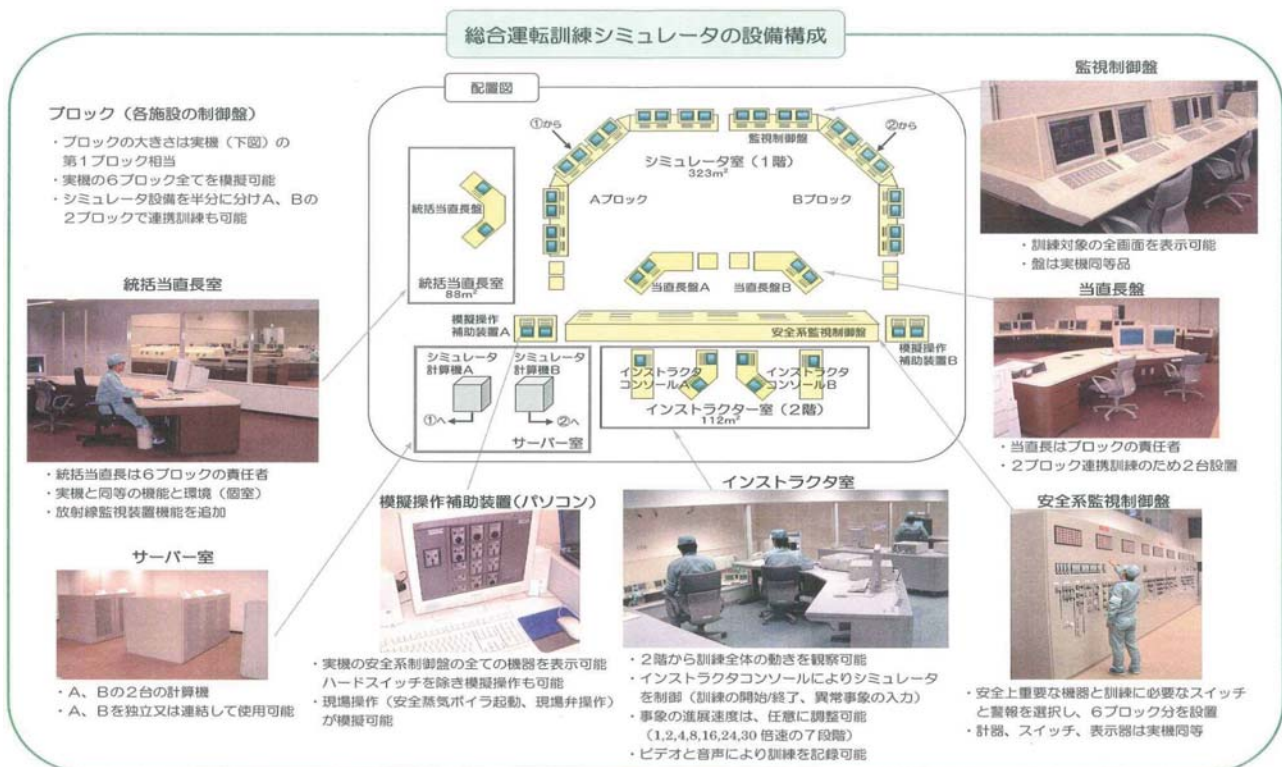 総合運転訓練シミュレータの設備構成
ブロック（各施設の制御盤）
・ブロックの大きさは実機（下図）の
第1ブロック相当
・実機の6ブロック全てを模擬可能
・シミュレータ設備を半分に分けA、Bの
2ブロックで連携訓練も可能
配置図
①から
監視制御盤
②から
シミュレータ室（1階）
323m²
Aブロック
Bブロック
統括当直長盤
統括当直長室
88m²
当直長盤A
当直長盤B
模擬操作
補助装置A
安全系監視制御盤
模擬操作
補助装置B
シミュレータ
計算機A
シミュレータ
計算機B
①へ
②へ
サーバー室
インストラクタ
コンソールA
インストラクタ
コンソールB
インストラクター室（2階）
112m²
監視制御盤
・訓練対象の全画面を表示可能
・盤は実機同等品
当直長盤
・当直長はブロックの責任者
・2ブロック連携訓練のため2台設置
統括当直長室
・統括当直長は6ブロックの責任者
・実機と同等の機能と環境（個室）
・放射線監視装置機能を追加
サーバー室
・A、Bの2台の計算機
・A、Bを独立又は連結して使用可能
模擬操作補助装置（パソコン）
・実機の安全系制御盤の全ての機器を表示可能
ハードスイッチを除き模擬操作も可能
・現場操作（安全蒸気ボイラ起動、現場弁操作）
が模擬可能
インストラクタ室
・2階から訓練全体の動きを観察可能
・インストラクタコンソールによりシミュレータ
を制御（訓練の開始/終了、異常事象の入力）
・事象の進展速度は、任意に調整可能
（1,2,4,8,16,24,30倍速の7段階）
・ビデオと音声により訓練を記録可能
安全系監視制御盤
・安全上重要な機器と訓練に必要なスイッチ
と警報を選択し、6ブロック分を設置
・計器、スイッチ、表示器は実機同等